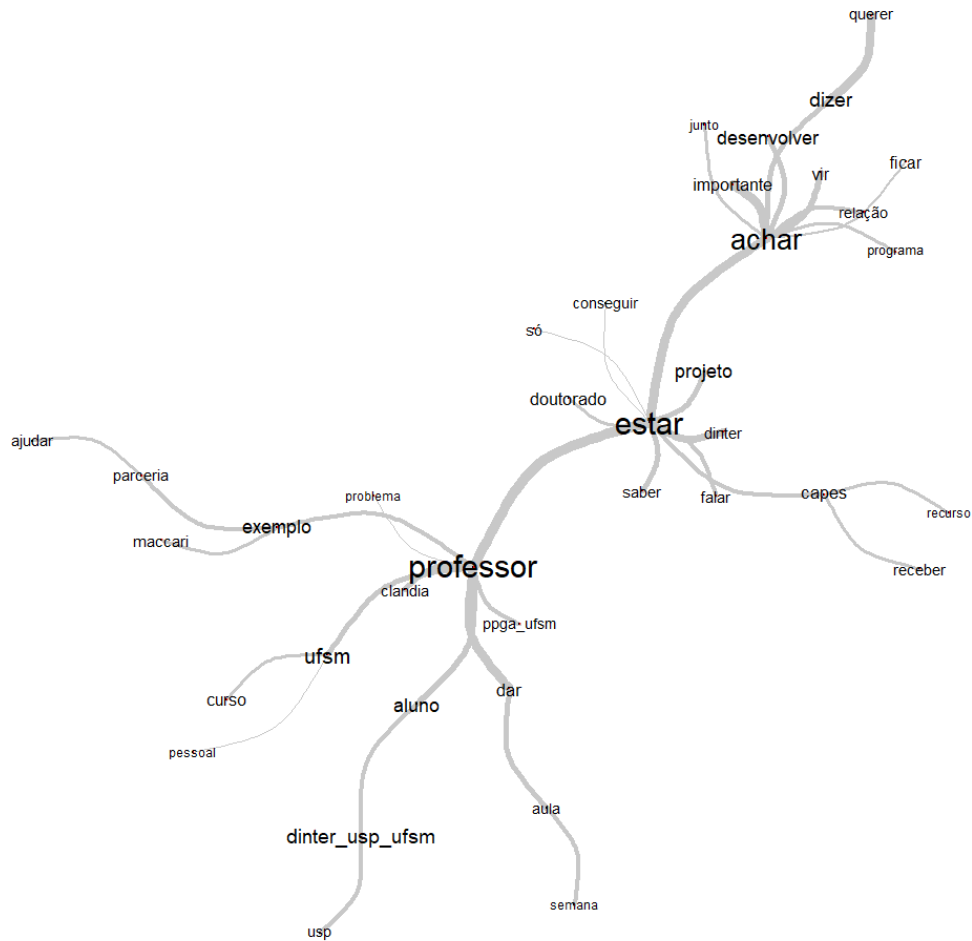 querer
dizer
junto
desenvolver
ficar
vir
importante
relação
achar
programa
conseguir
só
projeto
doutorado
estar
dinter
ajudar
parceria
problema
saber
falar
capes
recurso
exemplo
maccari
professor
receber
clandia
ppga_ufsm
ufsm
curso
dar
aluno
pessoal
aula
dinter_usp_ufsm
semana
usp